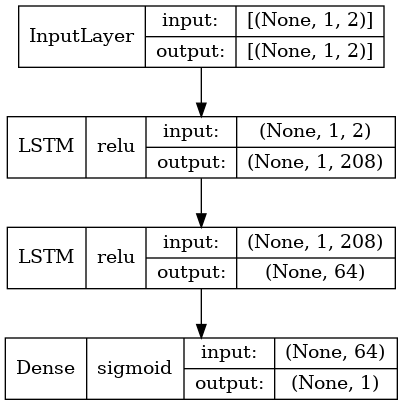 InputLayer input: [(None, 1, 2)]
output: [(None, 1, 2)]
LSTM relu input: (None, 1, 2)
output: (None, 1, 208)
LSTM relu input: (None, 1, 208)
output: (None, 64)
Dense sigmoid input: (None, 64)
output: (None, 1)